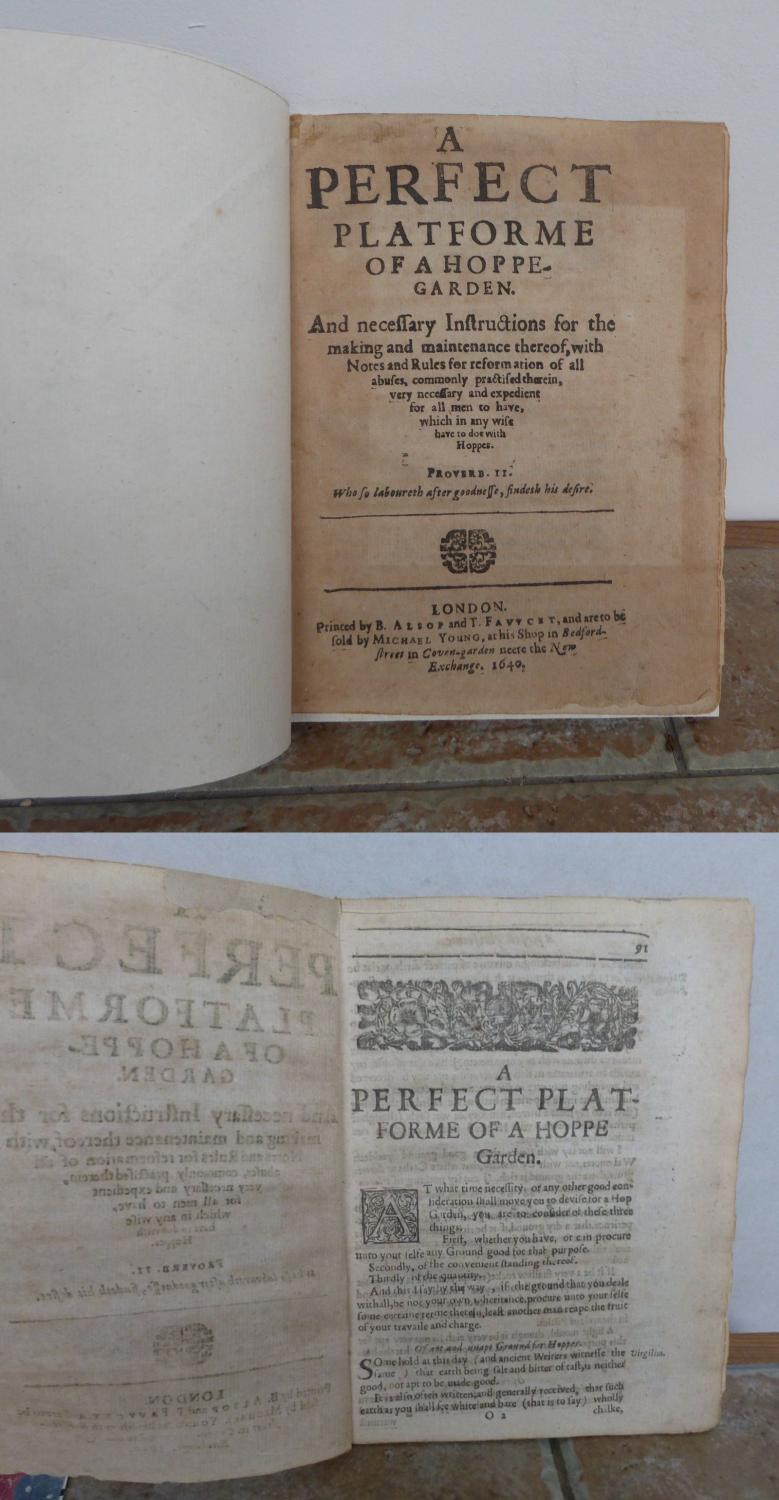 A
PERFECT
PLATFORME
OF A HOPPE-
GARDEN.
And neceſſary Inſtructions for the
making and maintenance thereof, with
Notes and Rules for reformation of all
abuſes, commonly practiſed therein,
very neceſſary and expedient
for all men to have,
which in any wiſe
have to doe with
Hoppes.
PROVERB. 11.
Who ſo laboureth after goodneſſe, findeth his deſire.
LONDON.
Printed by B. ALSOP and T. FAVVCET, and are to be
ſold by MICHAEL YOUNG, at his Shop in Bedford-
ſtreet in Coven-garden neere the New
Exchange. 1640.
91
A
PERFECT PLAT-
FORME OF A HOPPE
Garden.
AT what time neceſſity, or any other good con-
ſideration ſhall move you to deviſe for a Hop
Garden, you are to conſider of theſe three
things.
Firſt, whether you have, or can procure
unto your ſelfe any Ground good for that purpoſe.
Secondly, of the convenient ſtanding thereof.
Thirdly of the quantity.
And this I ſay by the way, if the ground that you deale
withall, be not your own inheritance, procure unto your ſelfe
ſome certaine terme therein, leaſt another man reape the fruit
of your travaile and charge.
Of apt and unapt Ground for Hoppes.
SOme hold at this day (and ancient Writers witneſſe the Virgilius.
ſame) that earth being ſalt and bitter of taſt, is neither
good, nor apt to be made good.
It is alſo often written, and generally received, that ſuch
earth as you ſhall ſee white and bare (that is to ſay) wholly
O 2 chalke,